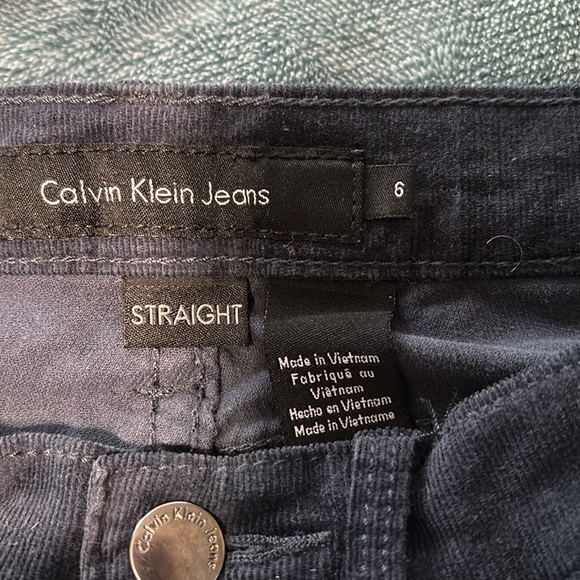 Calvin Klein Jeans
6
STRAIGHT
Made in Vietnam
Fabriqué au
Viêtnam
Hecho en Vietnam
Made in Vietname
Calvin Klein Jeans